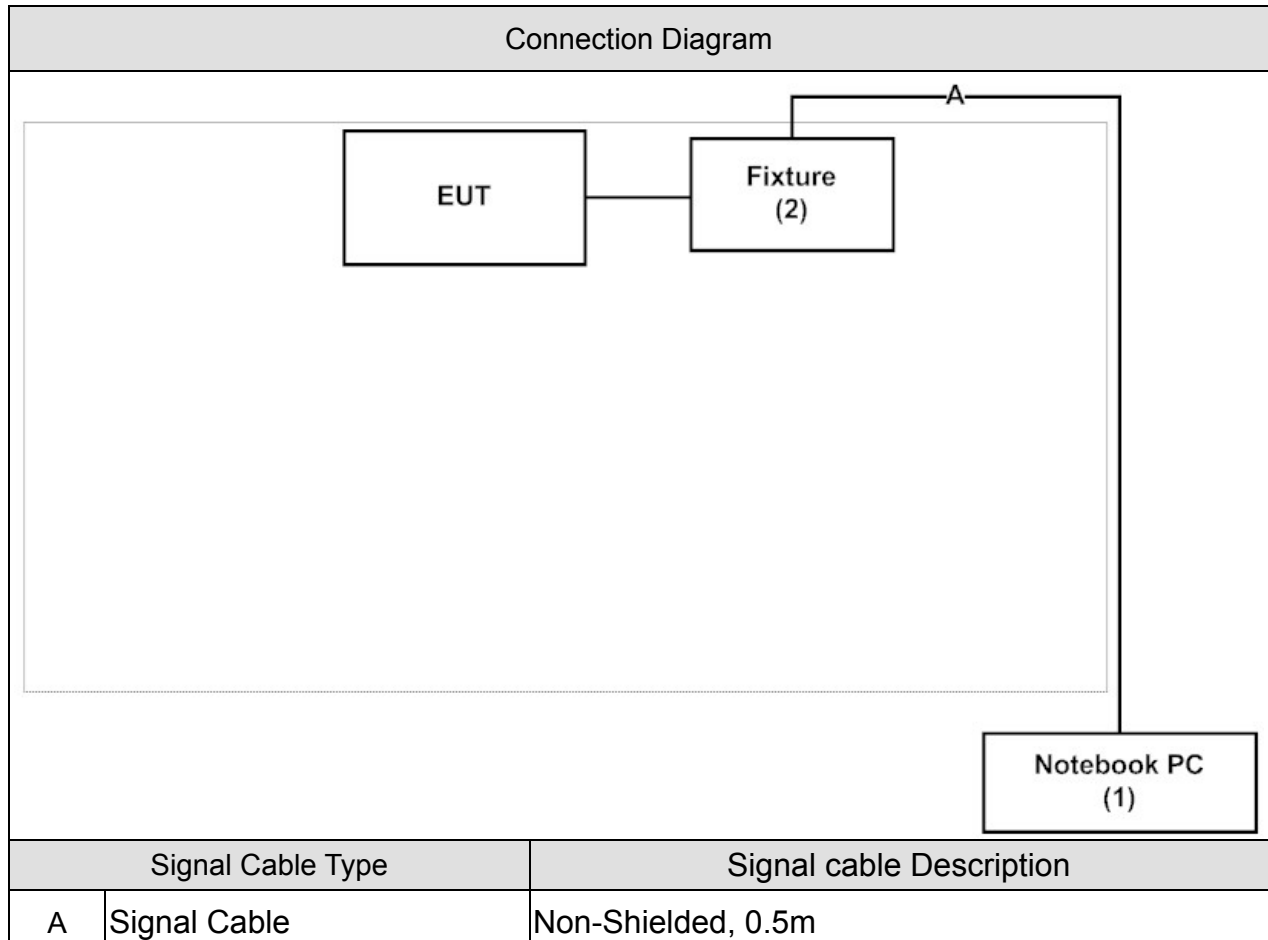 Connection Diagram
A
EUT
Fixture
(2)
Notebook PC
(1)
Signal Cable Type Signal cable Description
A Signal Cable Non-Shielded, 0.5m